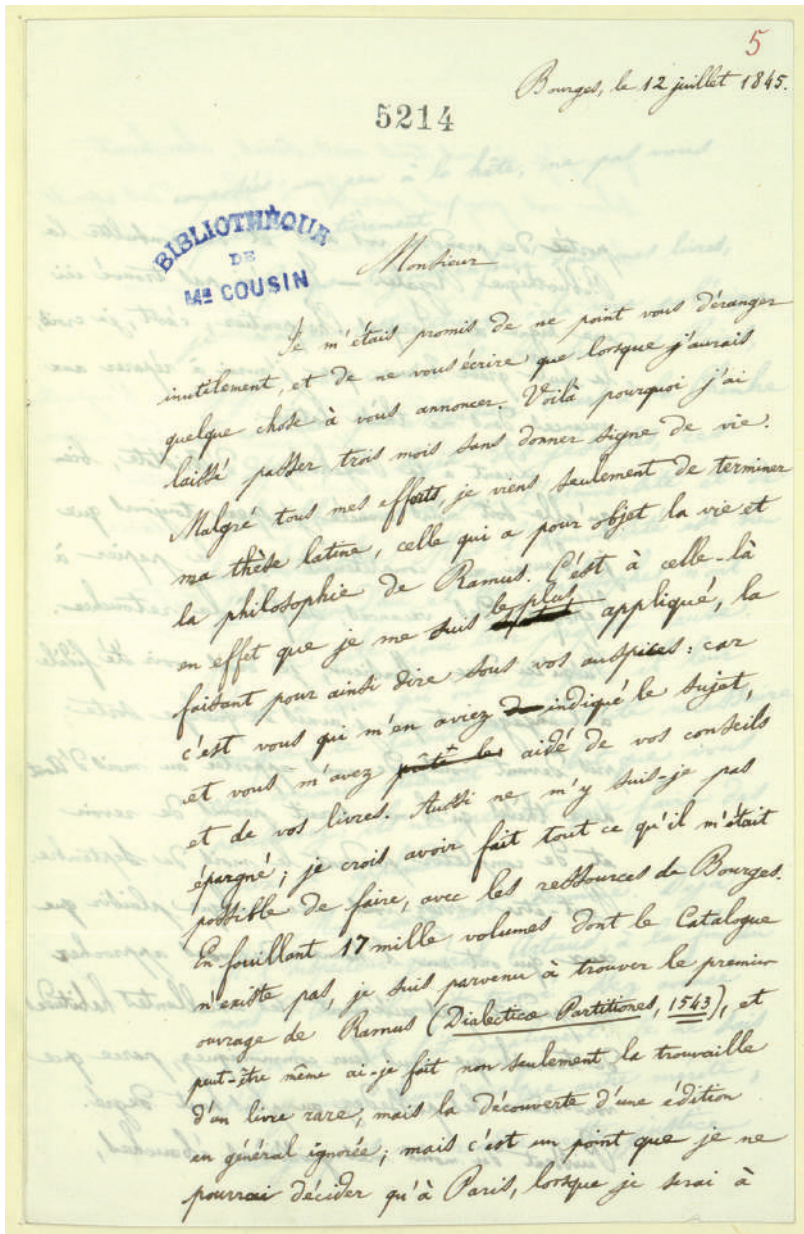 5
Bourges, le 12 juillet 1845.
5214
BIBLIOTHÈQUE
DE
MR COUSIN
Monsieur
Je m'étais promis de ne point vous déranger
inutilement, et de ne vous écrire que lorsque j'aurais
quelque chose à vous annoncer. Voilà pourquoi j'ai
laissé passer trois mois sans donner signe de vie.
Malgré tous mes efforts, je viens seulement de terminer
ma thèse latine, celle qui a pour objet la vie et
la philosophie de Ramus. C'est à celle-là
en effet que je me suis le plus appliqué, la
faisant pour ainsi dire sous vos auspices : car
c'est vous qui m'en aviez indiqué le sujet,
et vous m'avez aidé de vos conseils
et de vos livres. Aussi ne m'y suis-je pas
épargné ; je crois avoir fait tout ce qu'il m'était
possible de faire, avec les ressources de Bourges.
En fouillant 17 mille volumes dont le Catalogue
n'existe pas, je suis parvenu à trouver le premier
ouvrage de Ramus (Dialecticæ Partitiones, 1543), et
peut-être même ai-je fait non seulement la trouvaille
d'un livre rare, mais la découverte d'une édition
en général ignorée ; mais c'est un point que je ne
pourrai décider qu'à Paris, lorsque je serai à